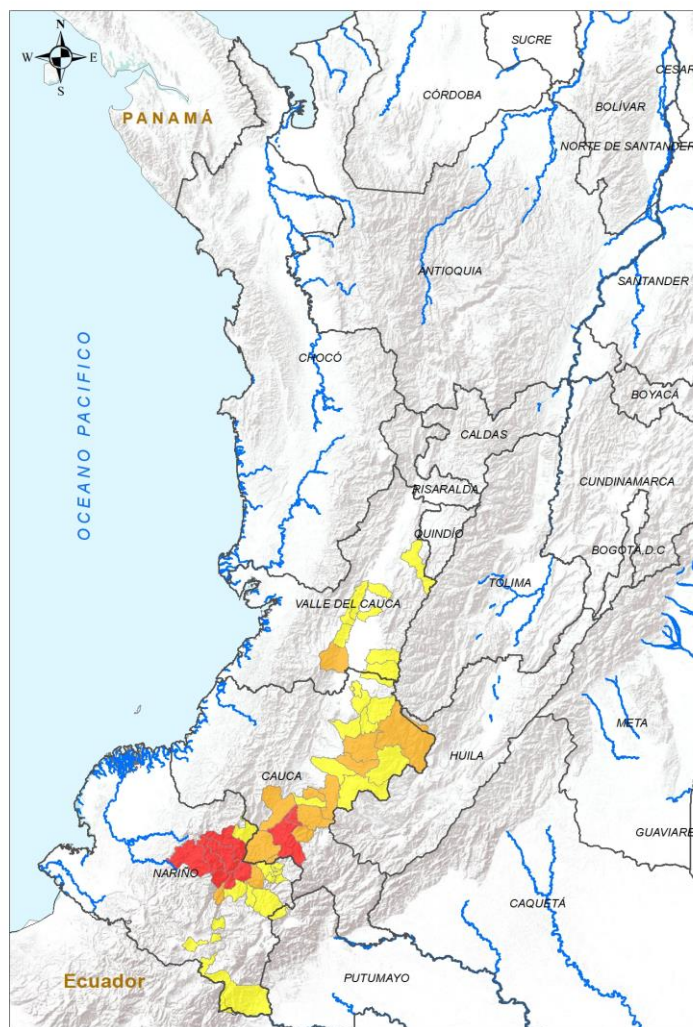 N
W E
S
SUCRE
CESAR
CÓRDOBA
BOLÍVAR
PANAMÁ
NORTE DE SANTANDER
ANTIOQUIA
SANTANDER
OCEANO PACIFICO
CHOCÓ
BOYACÁ
CALDAS
CUNDINAMARCA
RISARALDA
QUINDÍO
BOGOTÁ,D.C
TOLIMA
VALLE DEL CAUCA
META
HUILA
CAUCA
GUAVIARE
NARIÑO
CAQUETÁ
Ecuador
PUTUMAYO